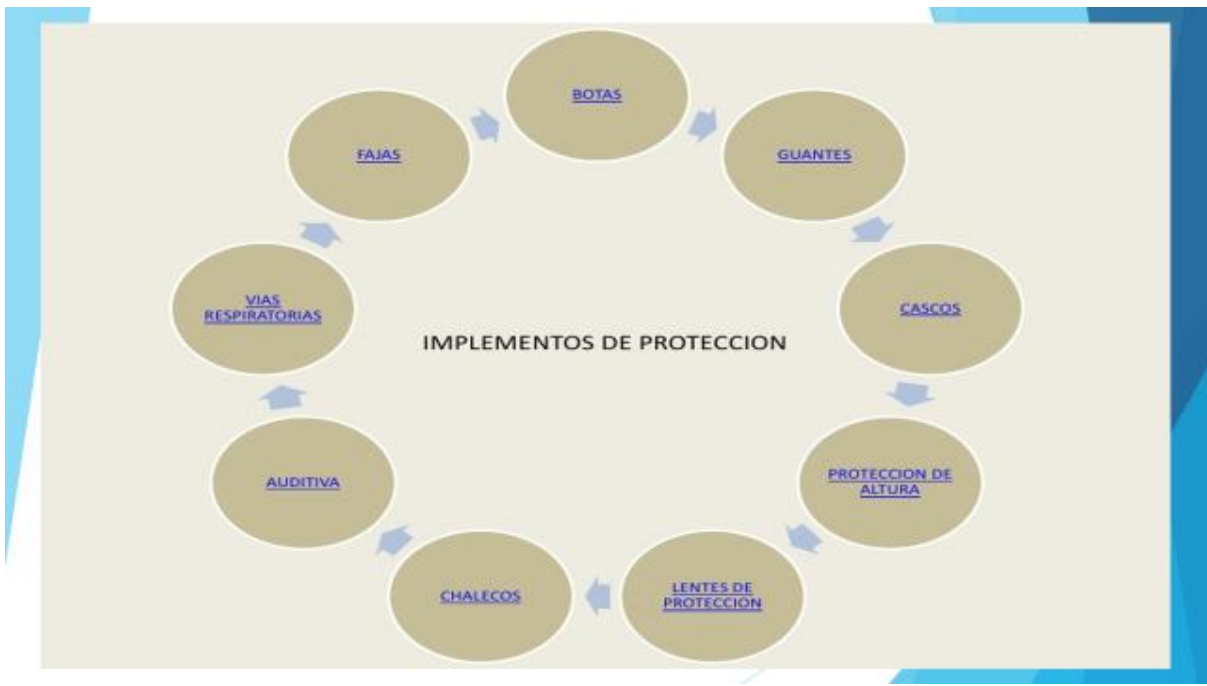 BOTAS
GUANTES
CASCOS
PROTECCION DE
ALTURA
LENTES DE
PROTECCION
CHALECOS
AUDITIVA
VIAS
RESPIRATORIAS
FAJAS
IMPLEMENTOS DE PROTECCION